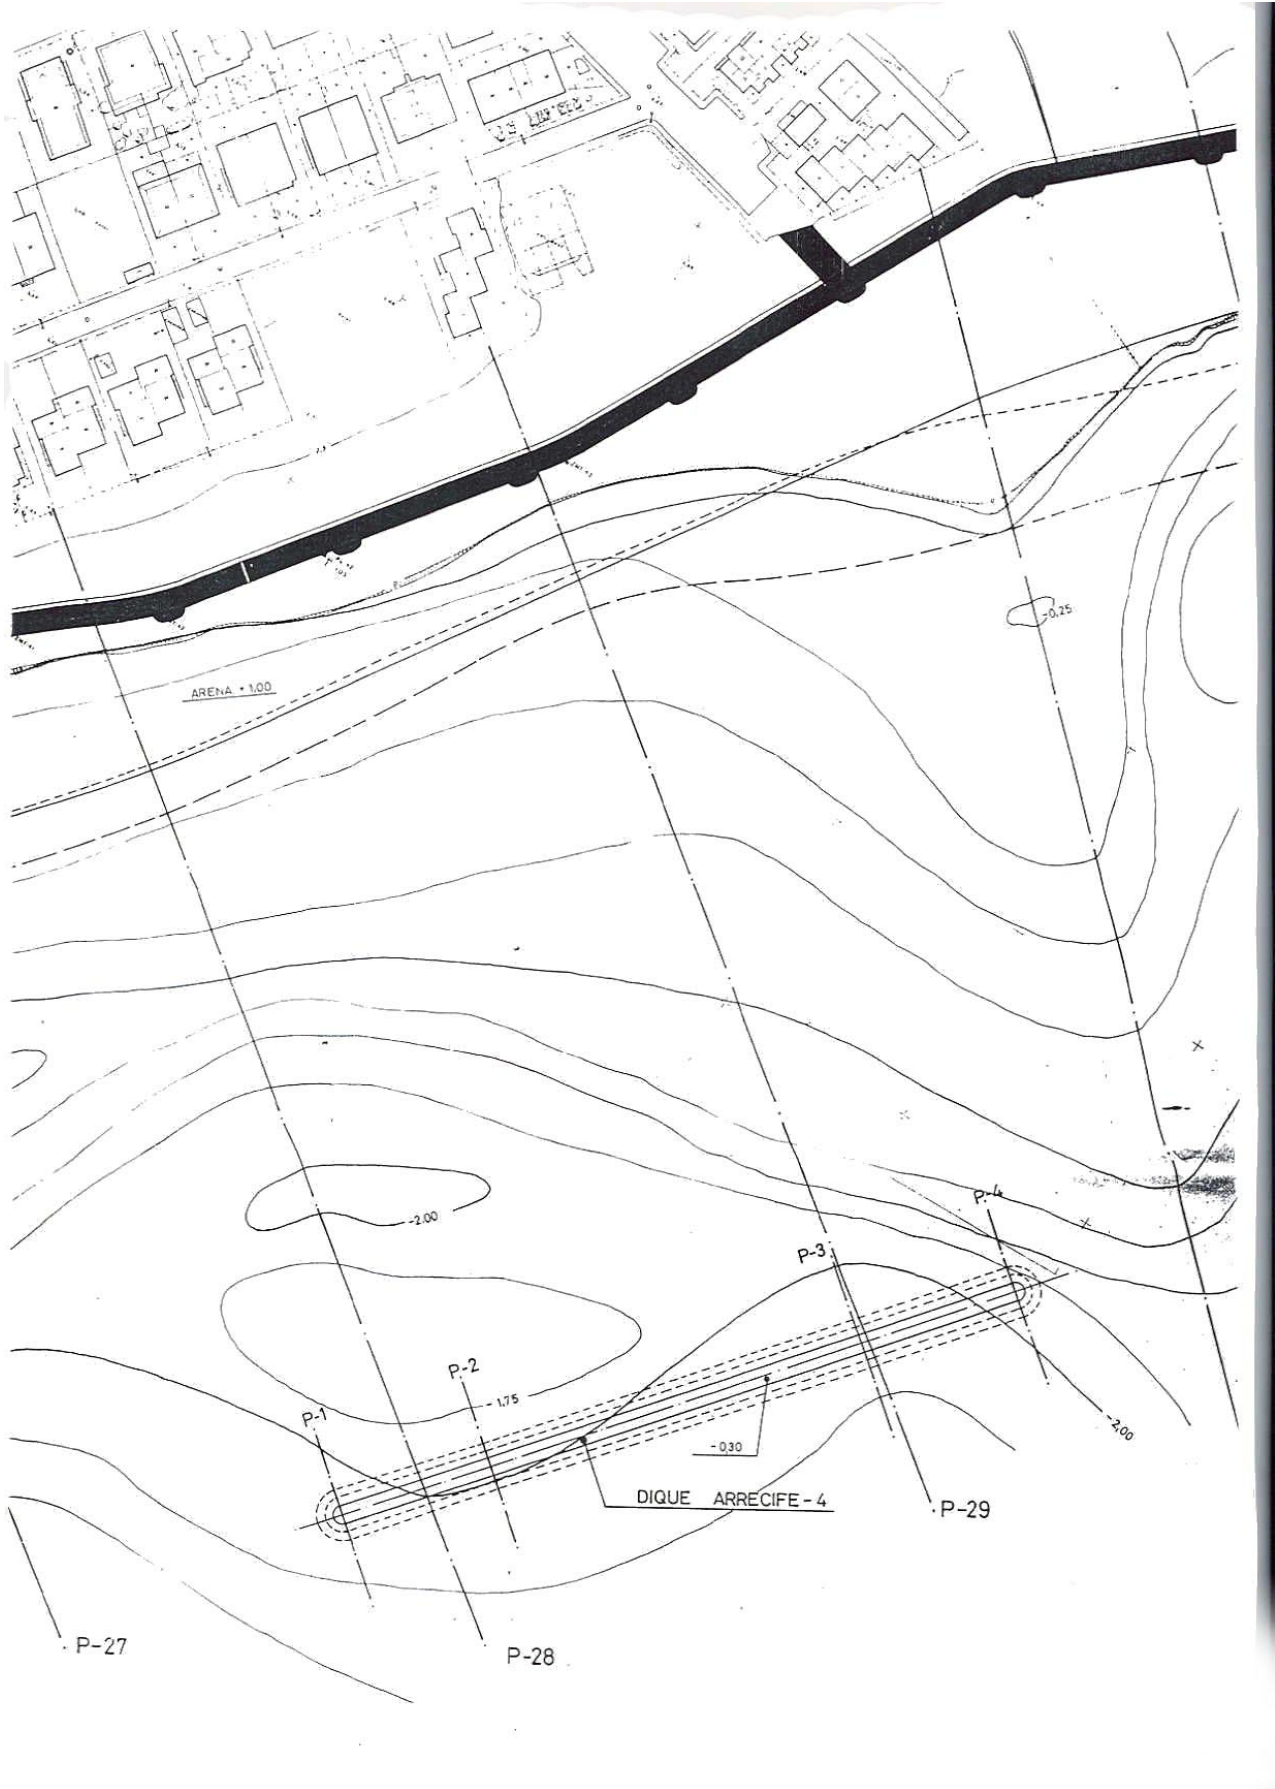 ARENA + 1,00
-0,25
-2.00
P-4
P-3
P-2
-1,75
P-1
-2,00
-0,30
DIQUE ARRECIFE-4
P-29
P-27
P-28